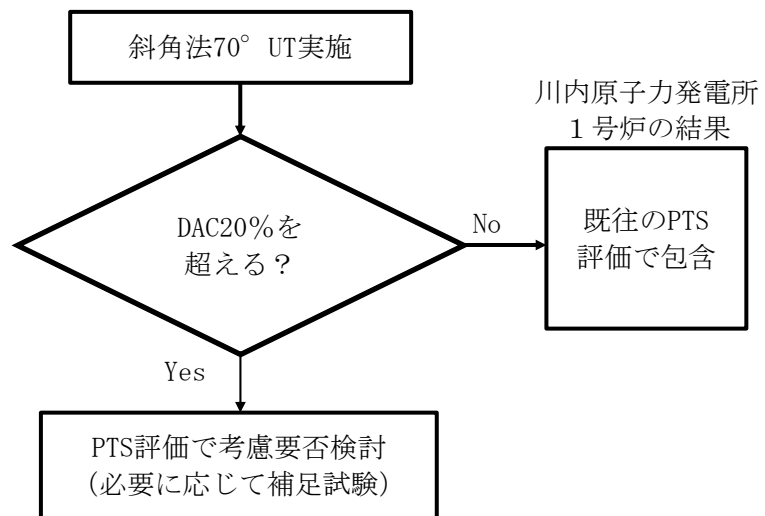 斜角法70°UT実施
川内原子力発電所
１号炉の結果
DAC20％を
超える？
No
既往のPTS
評価で包含
Yes
PTS評価で考慮要否検討
(必要に応じて補足試験)